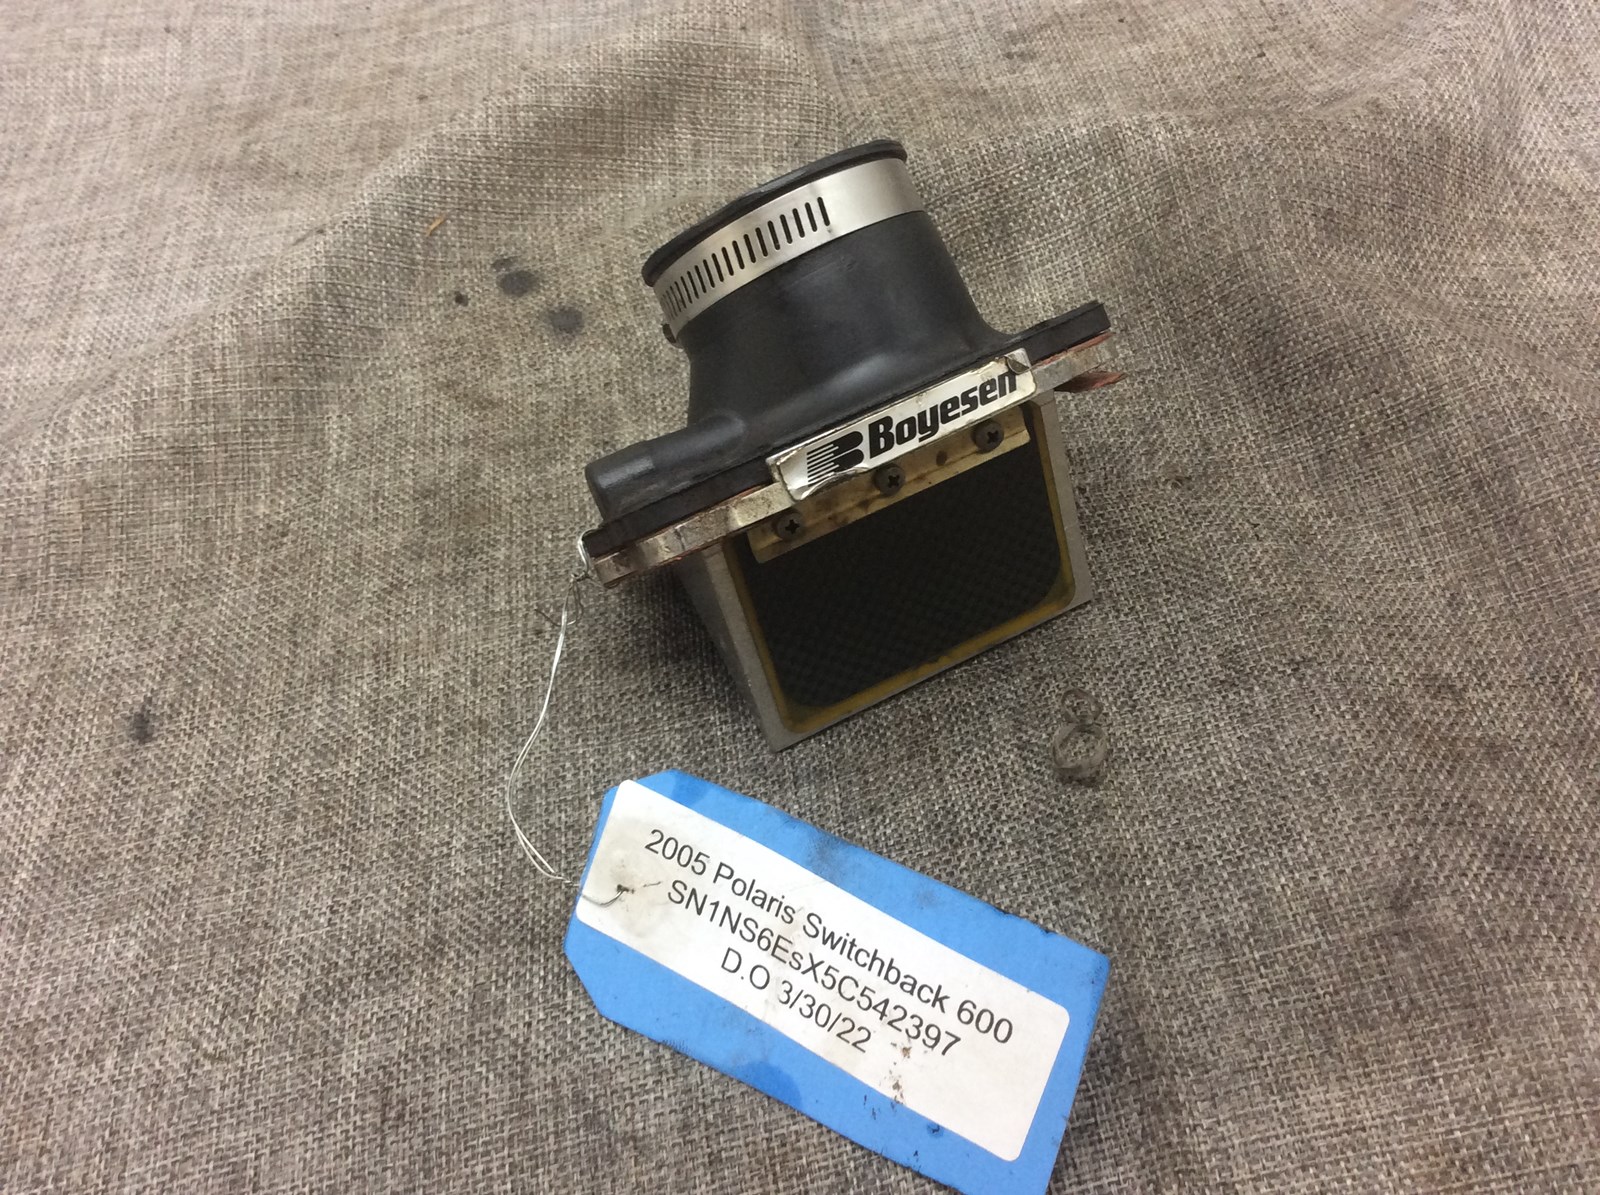 Boyesen
2005 Polaris Switchback 600
SN1NS6EsX5C542397
D.O 3/30/22